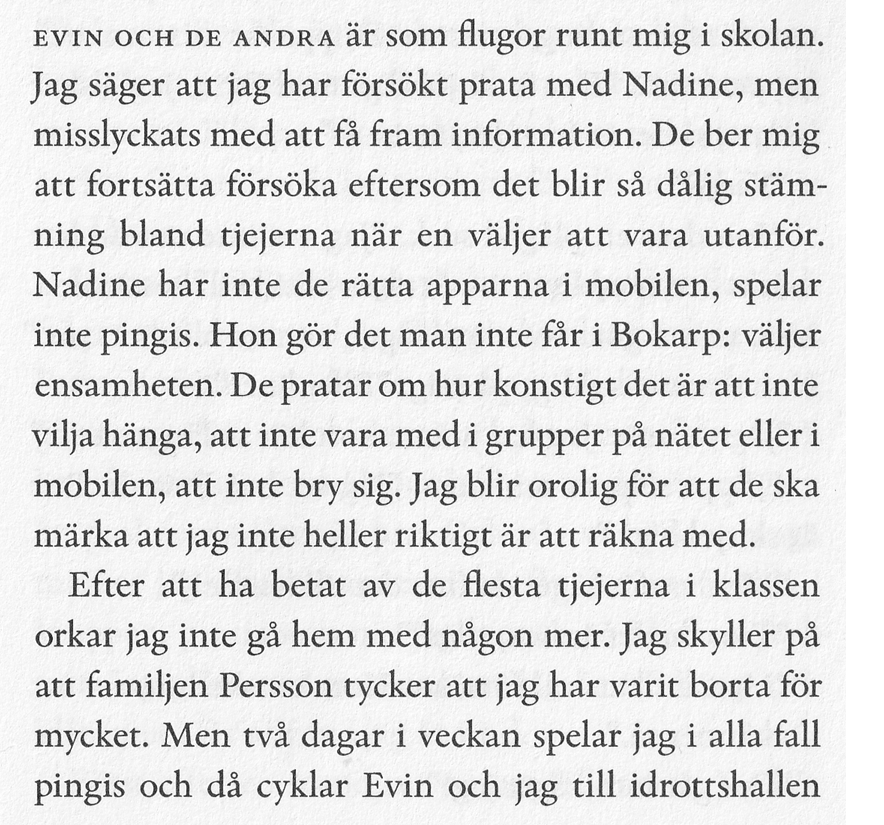 EVIN OCH DE ANDRA är som flugor runt mig i skolan.
Jag säger att jag har försökt prata med Nadine, men
misslyckats med att få fram information. De ber mig
att fortsätta försöka eftersom det blir så dålig stäm-
ning bland tjejerna när en väljer att vara utanför.
Nadine har inte de rätta apparna i mobilen, spelar
inte pingis. Hon gör det man inte får i Bokarp: väljer
ensamheten. De pratar om hur konstigt det är att inte
vilja hänga, att inte vara med i grupper på nätet eller i
mobilen, att inte bry sig. Jag blir orolig för att de ska
märka att jag inte heller riktigt är att räkna med.
Efter att ha betat av de flesta tjejerna i klassen
orkar jag inte gå hem med någon mer. Jag skyller på
att familjen Persson tycker att jag har varit borta för
mycket. Men två dagar i veckan spelar jag i alla fall
pingis och då cyklar Evin och jag till idrottshallen